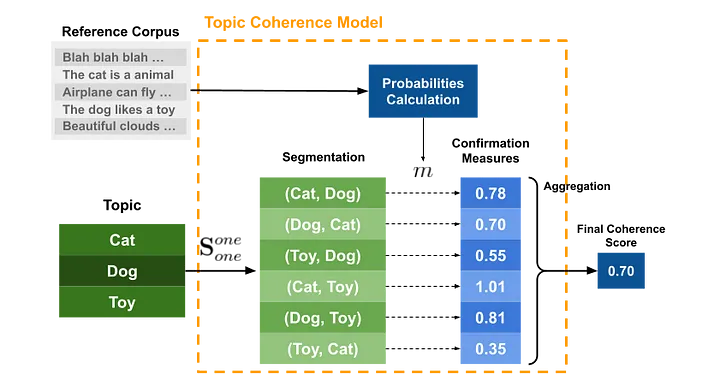 Topic Coherence Model
Reference Corpus
Blah blah blah ...
The cat is a animal
Airplane can fly ...
The dog likes a toy
Beautiful clouds ...
Probabilities
Calculation
m
Topic
Cat
Dog
Toy
S one one
Segmentation
(Cat, Dog)
(Dog, Cat)
(Toy, Dog)
(Cat, Toy)
(Dog, Toy)
(Toy, Cat)
Confirmation
Measures
0.78
0.70
0.55
1.01
0.81
0.35
Aggregation
Final Coherence
Score
0.70